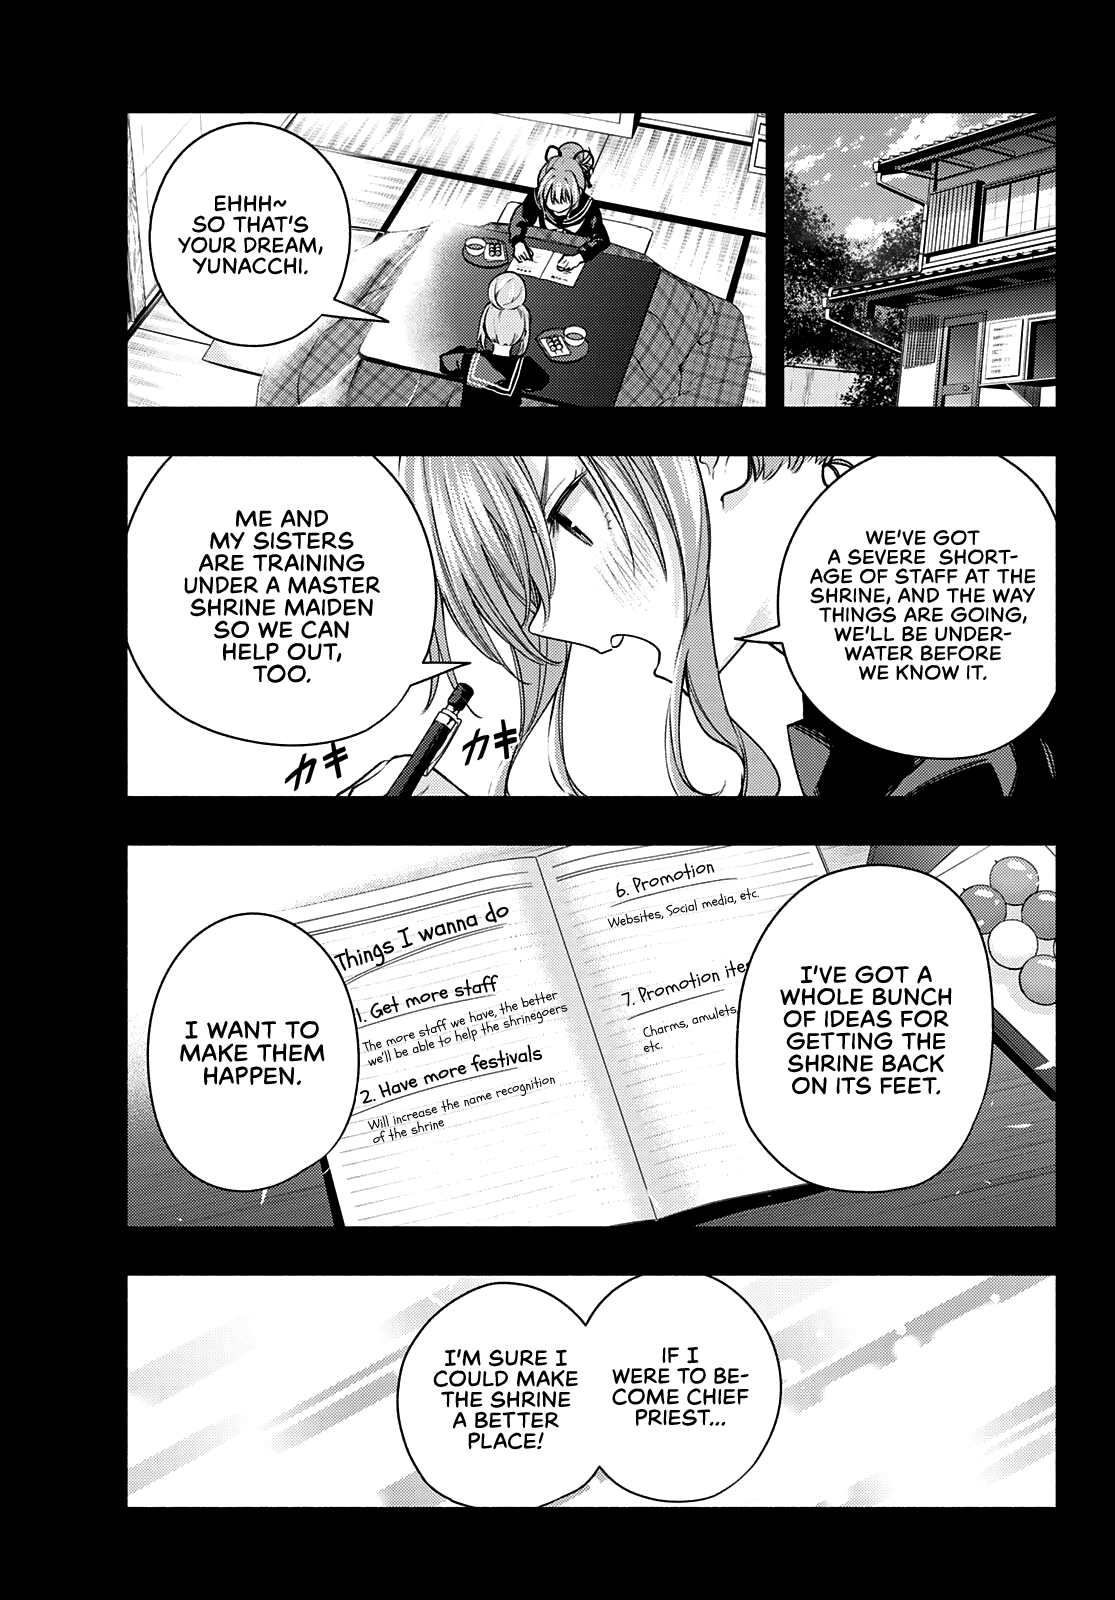 EHHH~
SO THAT'S
YOUR DREAM,
YUNACCHI.
WE'VE GOT
A SEVERE SHORT-
AGE OF STAFF AT THE
SHRINE, AND THE WAY
THINGS ARE GOING,
WE'LL BE UNDER-
WATER BEFORE
WE KNOW IT.
ME AND
MY SISTERS
ARE TRAINING
UNDER A MASTER
SHRINE MAIDEN
SO WE CAN
HELP OUT,
TOO.
カキ
カキ
I'VE GOT A
WHOLE BUNCH
OF IDEAS FOR
GETTING THE
SHRINE BACK
ON ITS FEET.
Things I wanna do
1. Get more staff
The more staff we have, the better
we'll be able to help the shrinegoers
2. Have more festivals
Will increase the name recognition
of the shrine
6. Promotion
Websites, Social media, etc.
7. Promotion ite
Charms, amulets,
etc.
I WANT TO
MAKE THEM
HAPPEN.
IF I
WERE TO BE-
COME CHIEF
PRIEST...
I'M SURE I
COULD MAKE
THE SHRINE
A BETTER
PLACE!